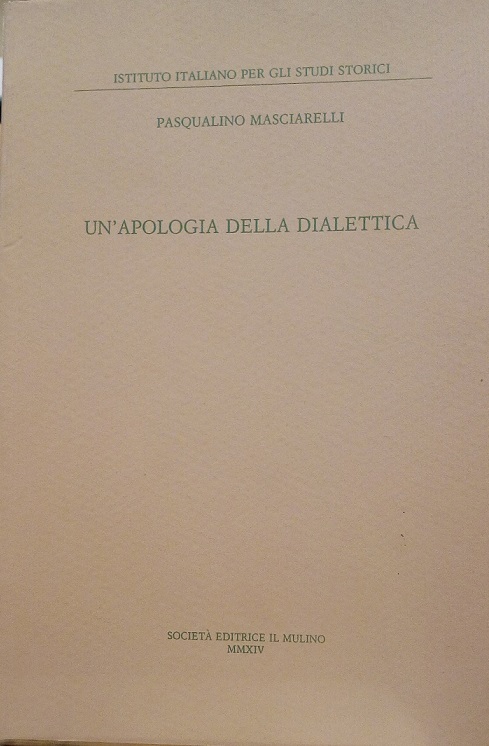 ISTITUTO ITALIANO PER GLI STUDI STORICI
PASQUALINO MASCIARELLI
UN'APOLOGIA DELLA DIALETTICA
SOCIETÀ EDITRICE IL MULINO
MMXIV